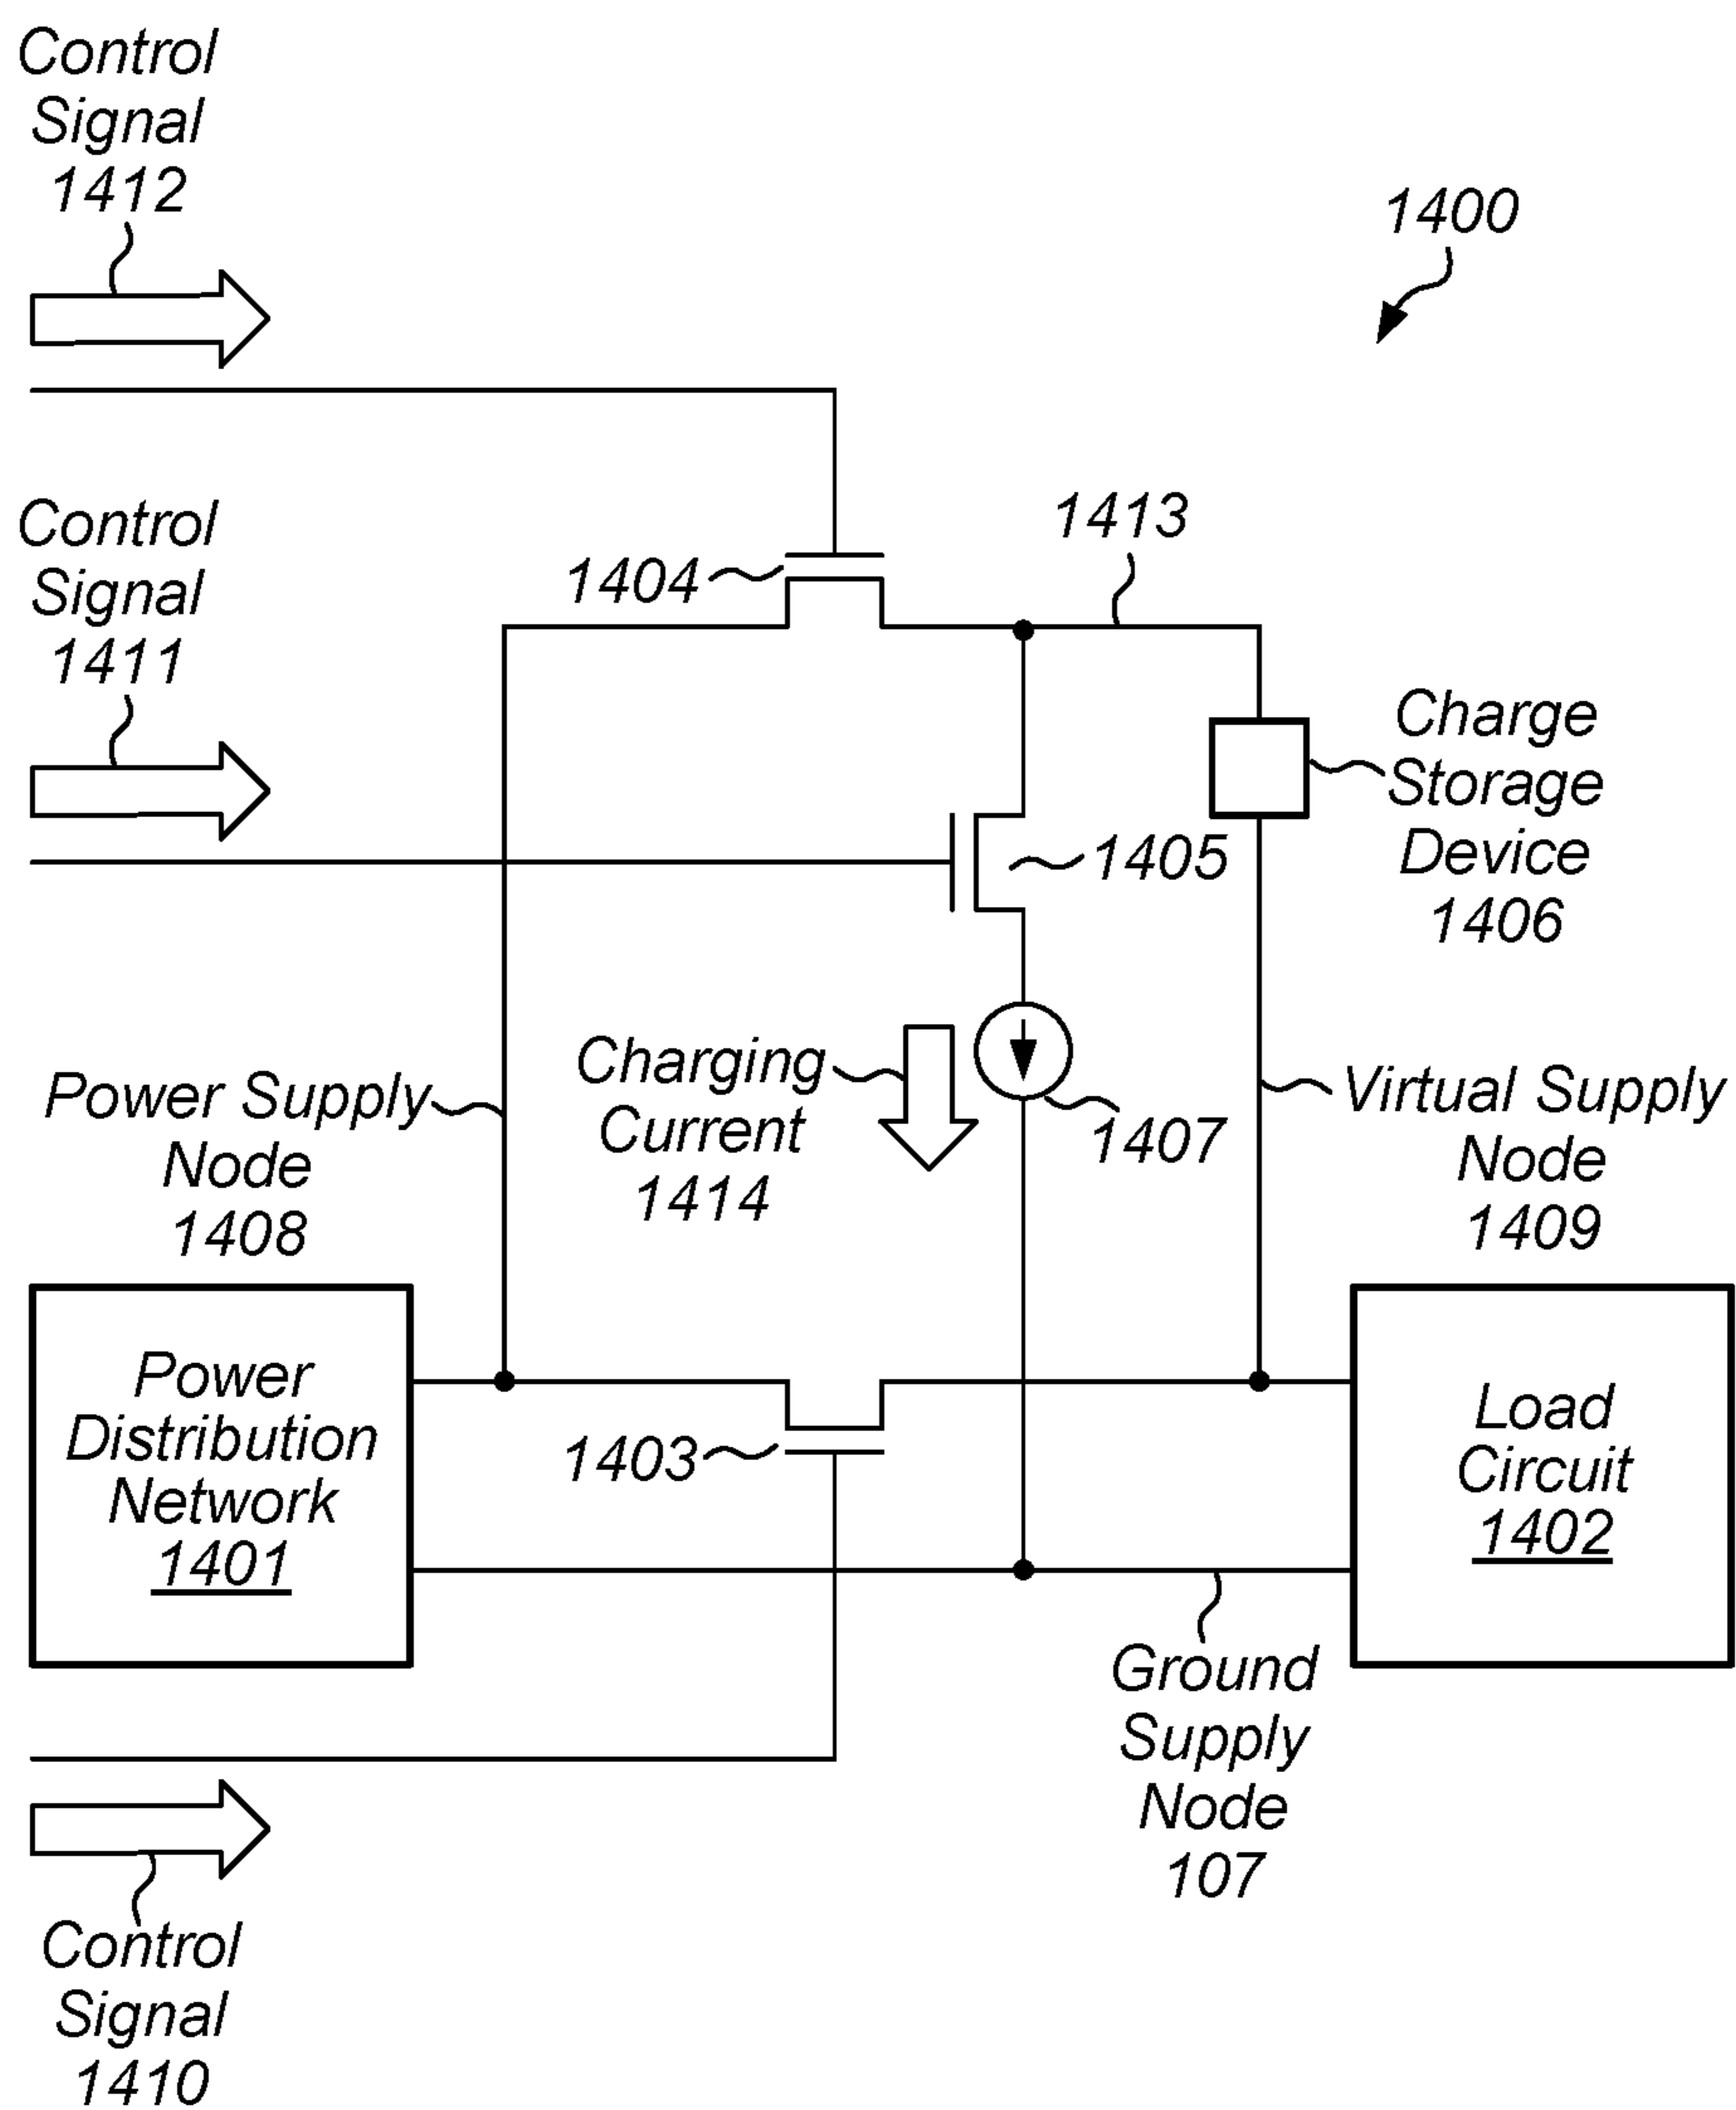 Control
Signal
1412
1400
Control
Signal
1411
1404
1413
Charge
Storage
Device
1406
1405
Charging
Current
1414
1407
Power Supply
Node
1408
Virtual Supply
Node
1409
Power
Distribution
Network
1401
1403
Load
Circuit
1402
Ground
Supply
Node
107
Control
Signal
1410